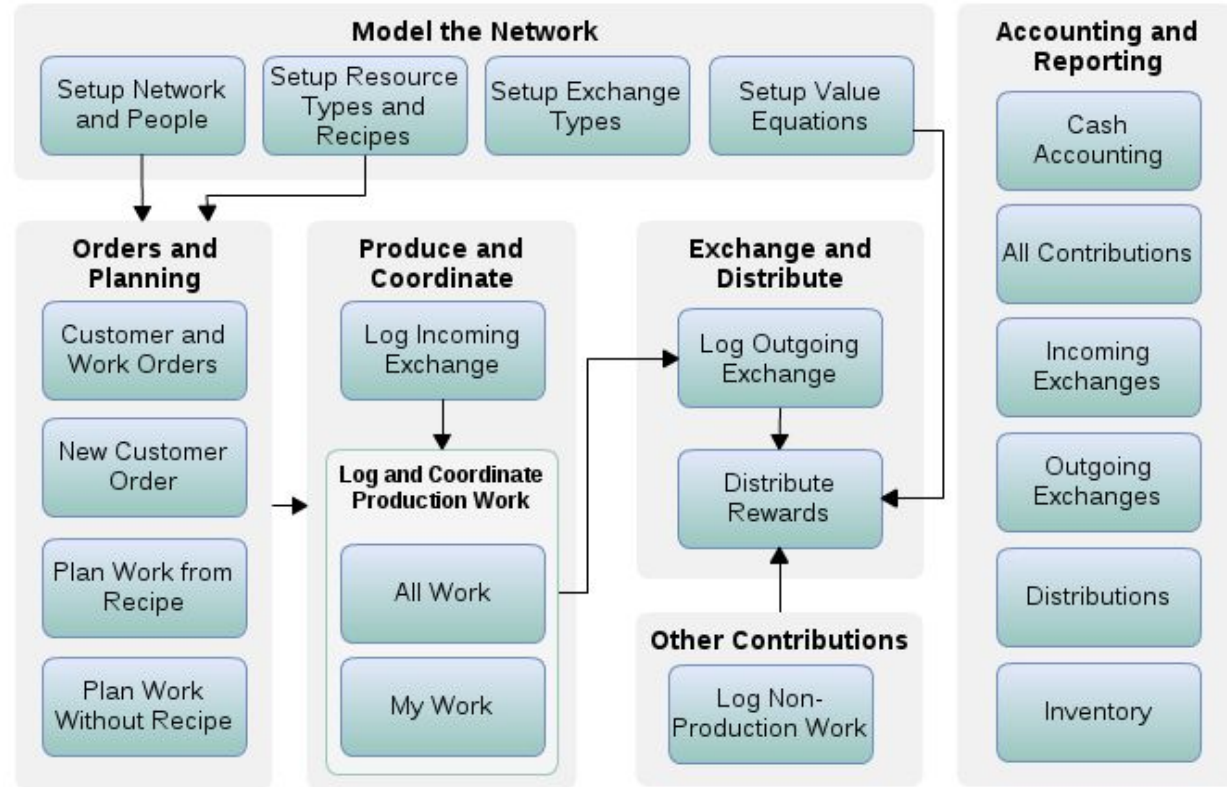 Model the Network
Setup Network
and People
Setup Resource
Types and
Recipes
Setup Exchange
Types
Setup Value
Equations
Orders and
Planning
Customer and
Work Orders
New Customer
Order
Plan Work from
Recipe
Plan Work
Without Recipe
Produce and
Coordinate
Log Incoming
Exchange
Log and Coordinate
Production Work
All Work
My Work
Exchange and
Distribute
Log Outgoing
Exchange
Distribute
Rewards
Other Contributions
Log Non-
Production Work
Accounting and
Reporting
Cash
Accounting
All Contributions
Incoming
Exchanges
Outgoing
Exchanges
Distributions
Inventory